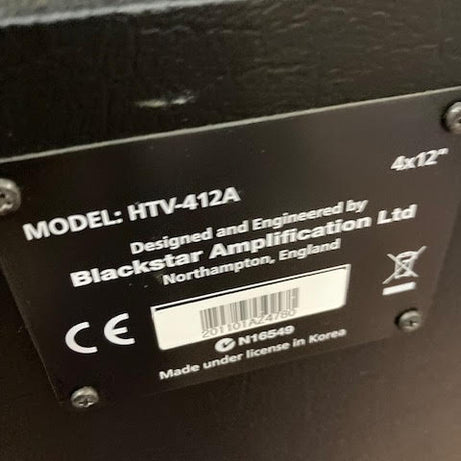 4x12"
MODEL: HTV-412A
Designed and Engineered by
Blackstar Amplification Ltd
Northampton, England
CE
201101AZ4780
N16549
Made under license in Korea